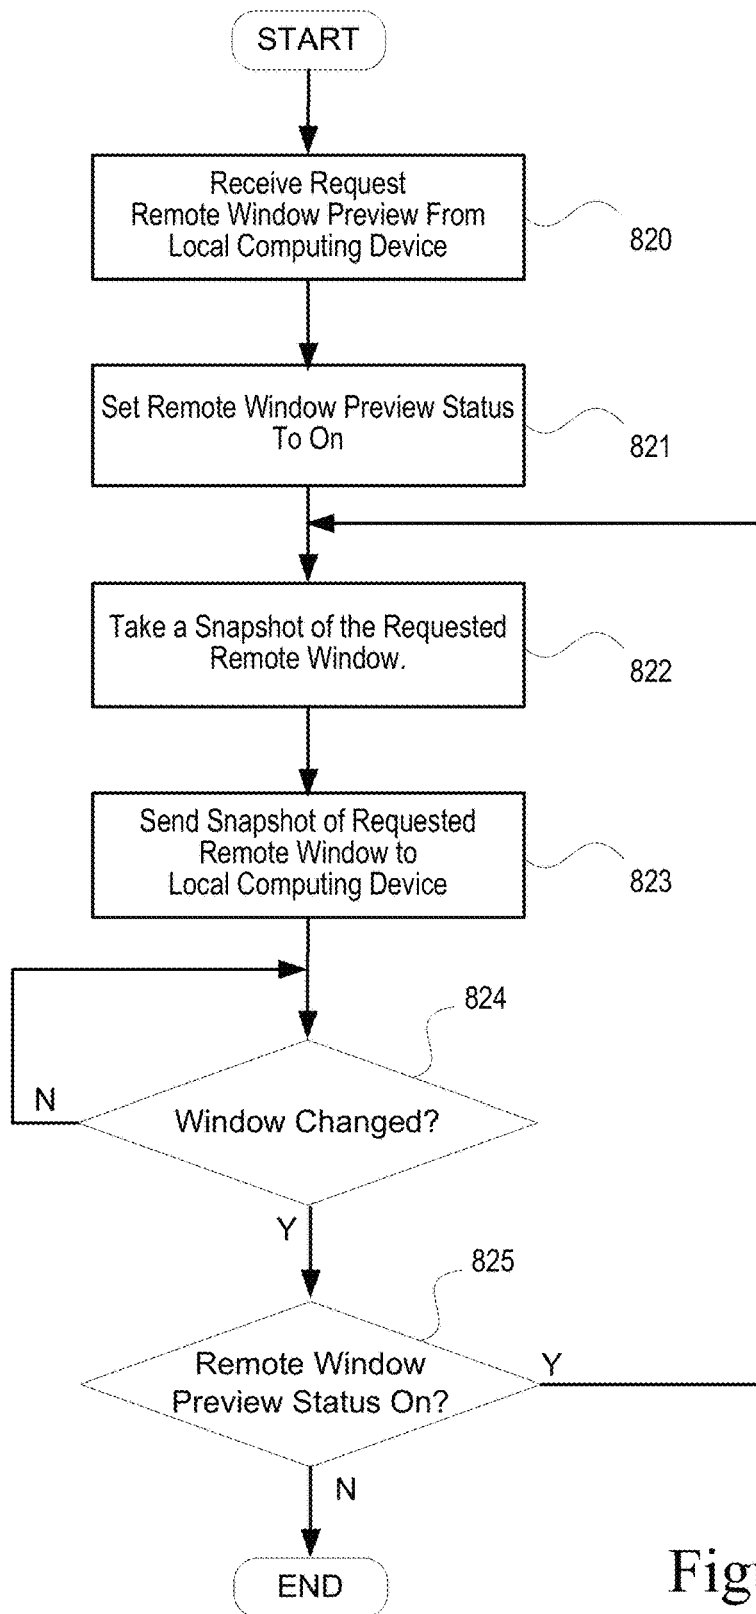 START
Receive Request
Remote Window Preview From
Local Computing Device
820
Set Remote Window Preview Status
To On
821
Take a Snapshot of the Requested
Remote Window.
822
Send Snapshot of Requested
Remote Window to
Local Computing Device
823
824
N
Window Changed?
Y
825
Remote Window
Preview Status On?
Y
N
END